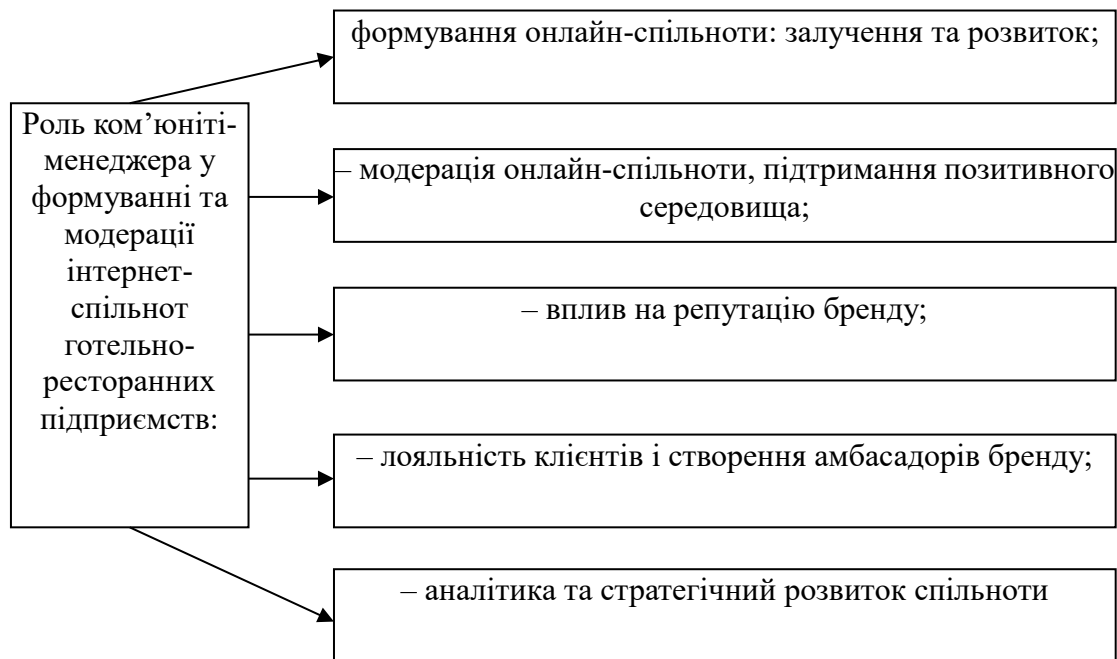 формування онлайн-спільноти: залучення та розвиток;
Роль ком’юніті-
менеджера у
формуванні та
модерації
інтернет-
спільнот
готельно-
ресторанних
підприємств:
– модерація онлайн-спільноти, підтримання позитивного
середовища;
– вплив на репутацію бренду;
– лояльність клієнтів і створення амбасадорів бренду;
– аналітика та стратегічний розвиток спільноти